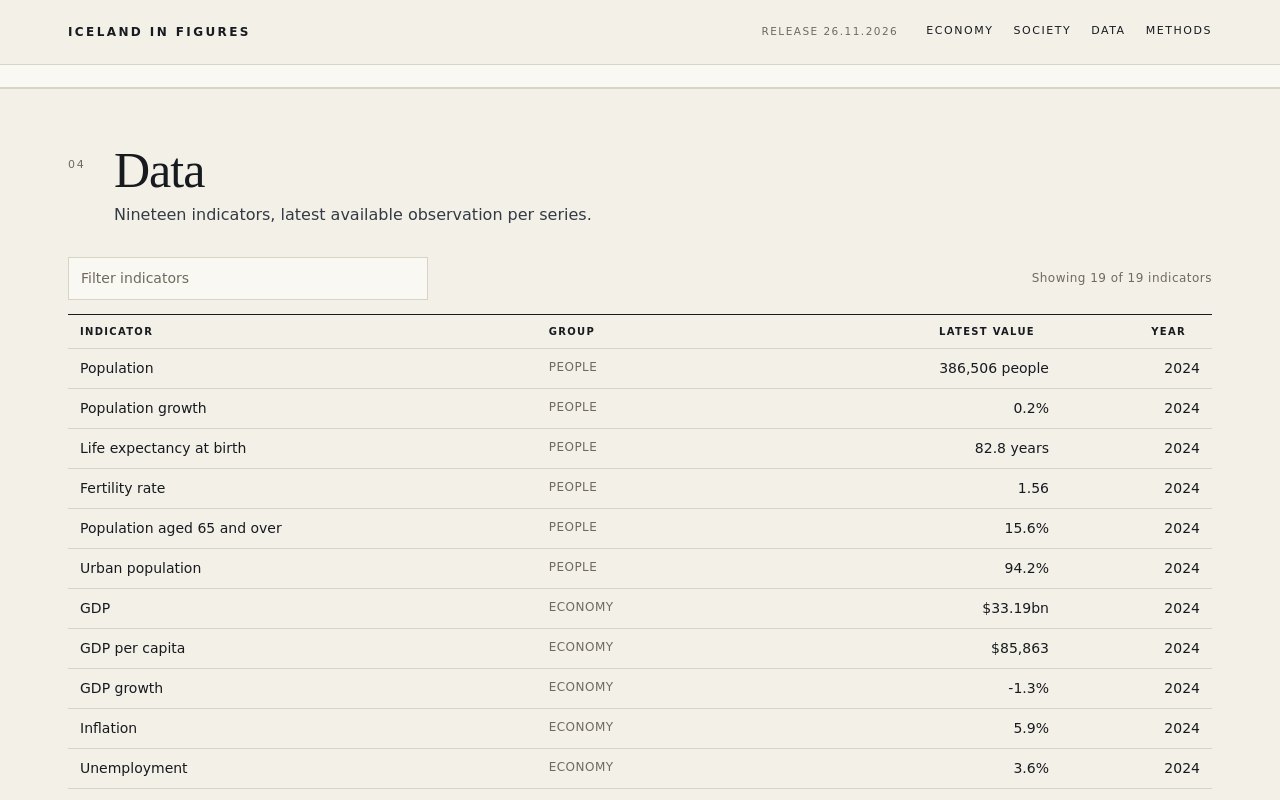 ICELAND IN FIGURES
RELEASE 26.11.2026 ECONOMY SOCIETY DATA METHODS
04
Data
Nineteen indicators, latest available observation per series.
Filter indicators
Showing 19 of 19 indicators
INDICATOR GROUP LATEST VALUE YEAR
Population PEOPLE 386,506 people 2024
Population growth PEOPLE 0.2% 2024
Life expectancy at birth PEOPLE 82.8 years 2024
Fertility rate PEOPLE 1.56 2024
Population aged 65 and over PEOPLE 15.6% 2024
Urban population PEOPLE 94.2% 2024
GDP ECONOMY $33.19bn 2024
GDP per capita ECONOMY $85,863 2024
GDP growth ECONOMY -1.3% 2024
Inflation ECONOMY 5.9% 2024
Unemployment ECONOMY 3.6% 2024